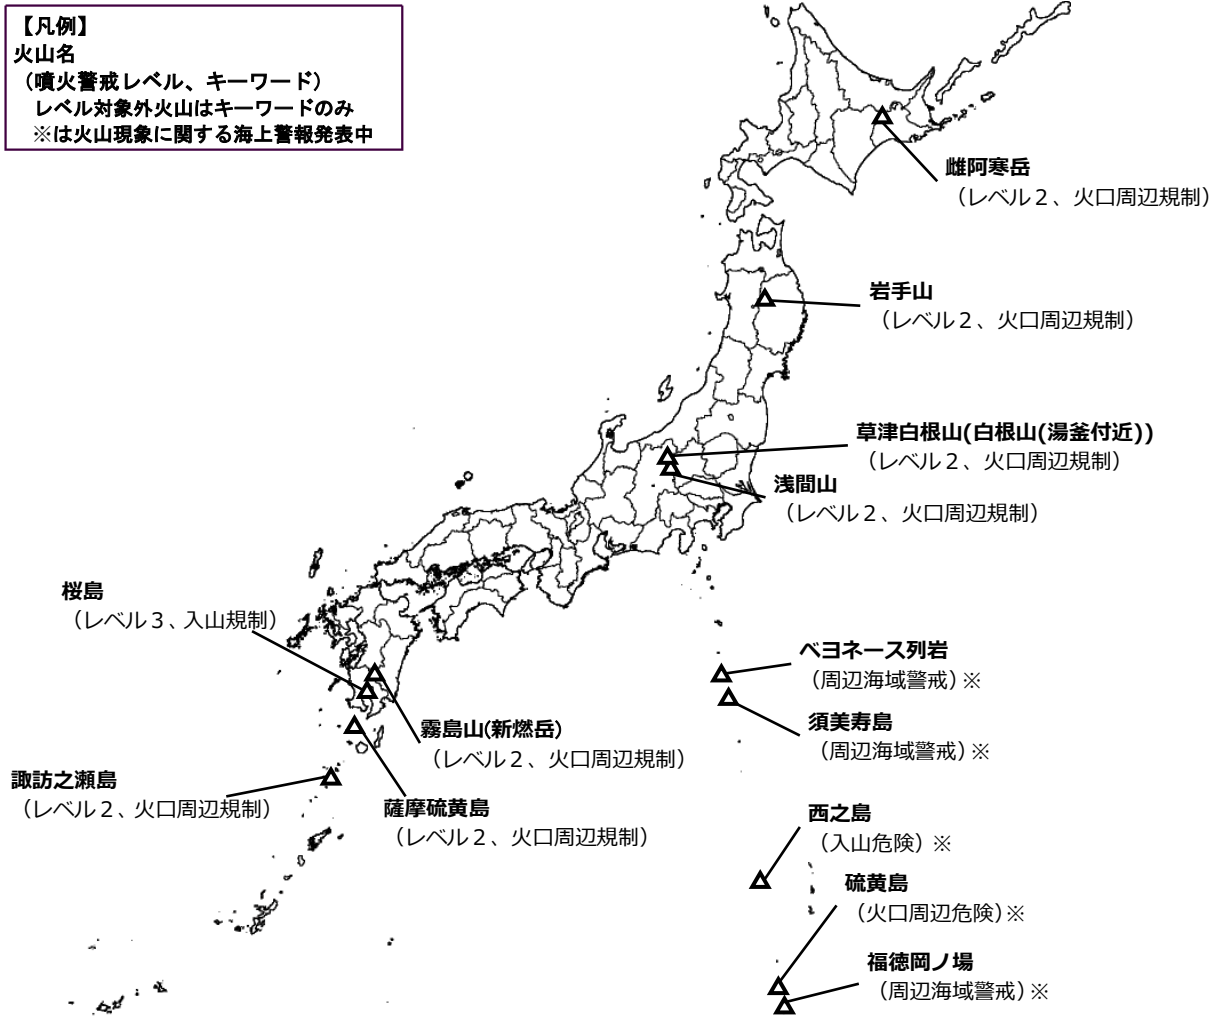 【凡例】
火山名
（噴火警戒レベル、キーワード）
レベル対象外火山はキーワードのみ
※は火山現象に関する海上警報発表中
雌阿寒岳
（レベル２、火口周辺規制）
岩手山
（レベル２、火口周辺規制）
草津白根山(白根山(湯釜付近))
（レベル２、火口周辺規制）
浅間山
（レベル２、火口周辺規制）
桜島
（レベル３、入山規制）
ベヨネース列岩
（周辺海域警戒）※
須美寿島
（周辺海域警戒）※
霧島山(新燃岳)
（レベル２、火口周辺規制）
諏訪之瀬島
（レベル２、火口周辺規制）
薩摩硫黄島
（レベル２、火口周辺規制）
西之島
（入山危険）※
硫黄島
（火口周辺危険）※
福徳岡ノ場
（周辺海域警戒）※